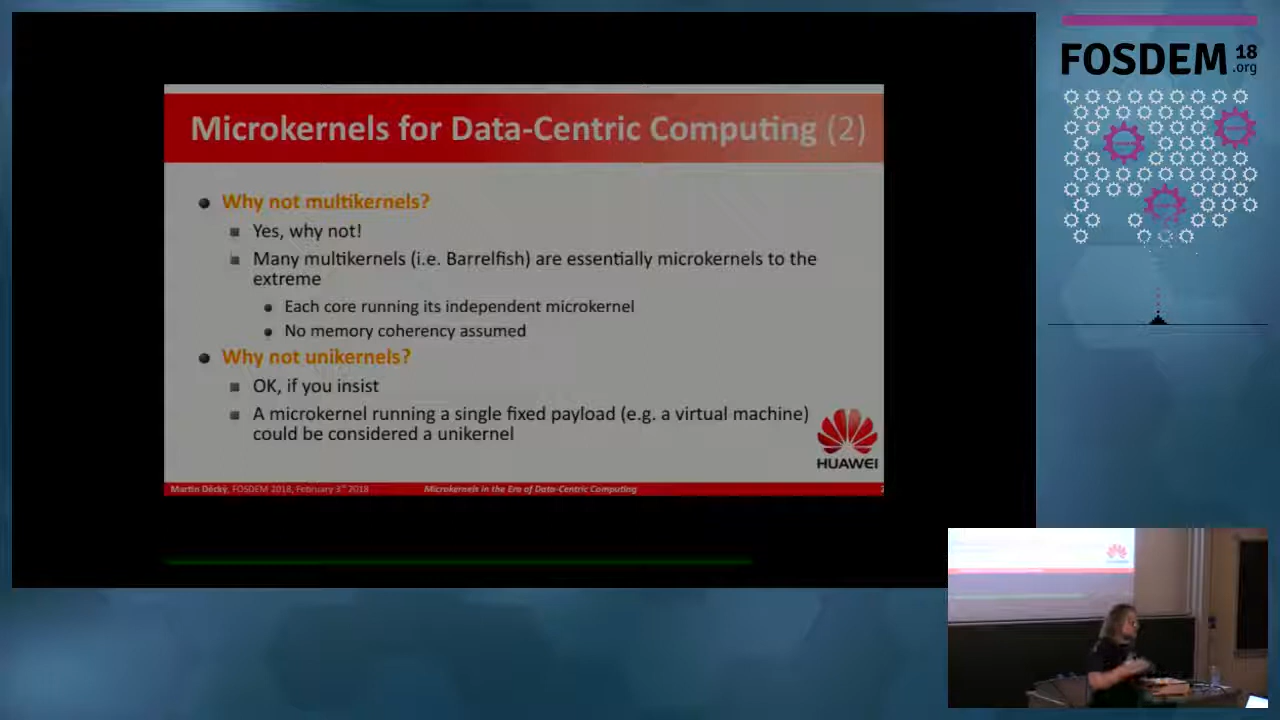 FOSDEM 18
.org
Microkernels for Data-Centric Computing (2)
Why not multikernels?
Yes, why not!
Many multikernels (i.e. Barrelfish) are essentially microkernels to the
extreme
Each core running its independent microkernel
No memory coherency assumed
Why not unikernels?
OK, if you insist
A microkernel running a single fixed payload (e.g. a virtual machine)
could be considered a unikernel
HUAWEI
Martin Děcký, FOSDEM 2018, February 3rd 2018
Microkernels in the Era of Data-Centric Computing